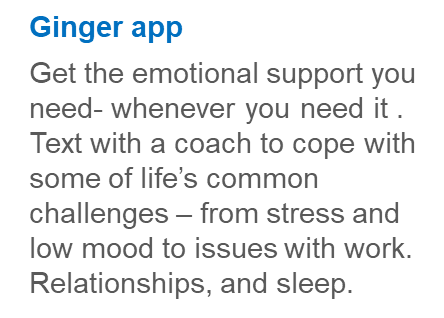 Ginger app
Get the emotional support you
need- whenever you need it .
Text with a coach to cope with
some of life’s common
challenges – from stress and
low mood to issues with work.
Relationships, and sleep.